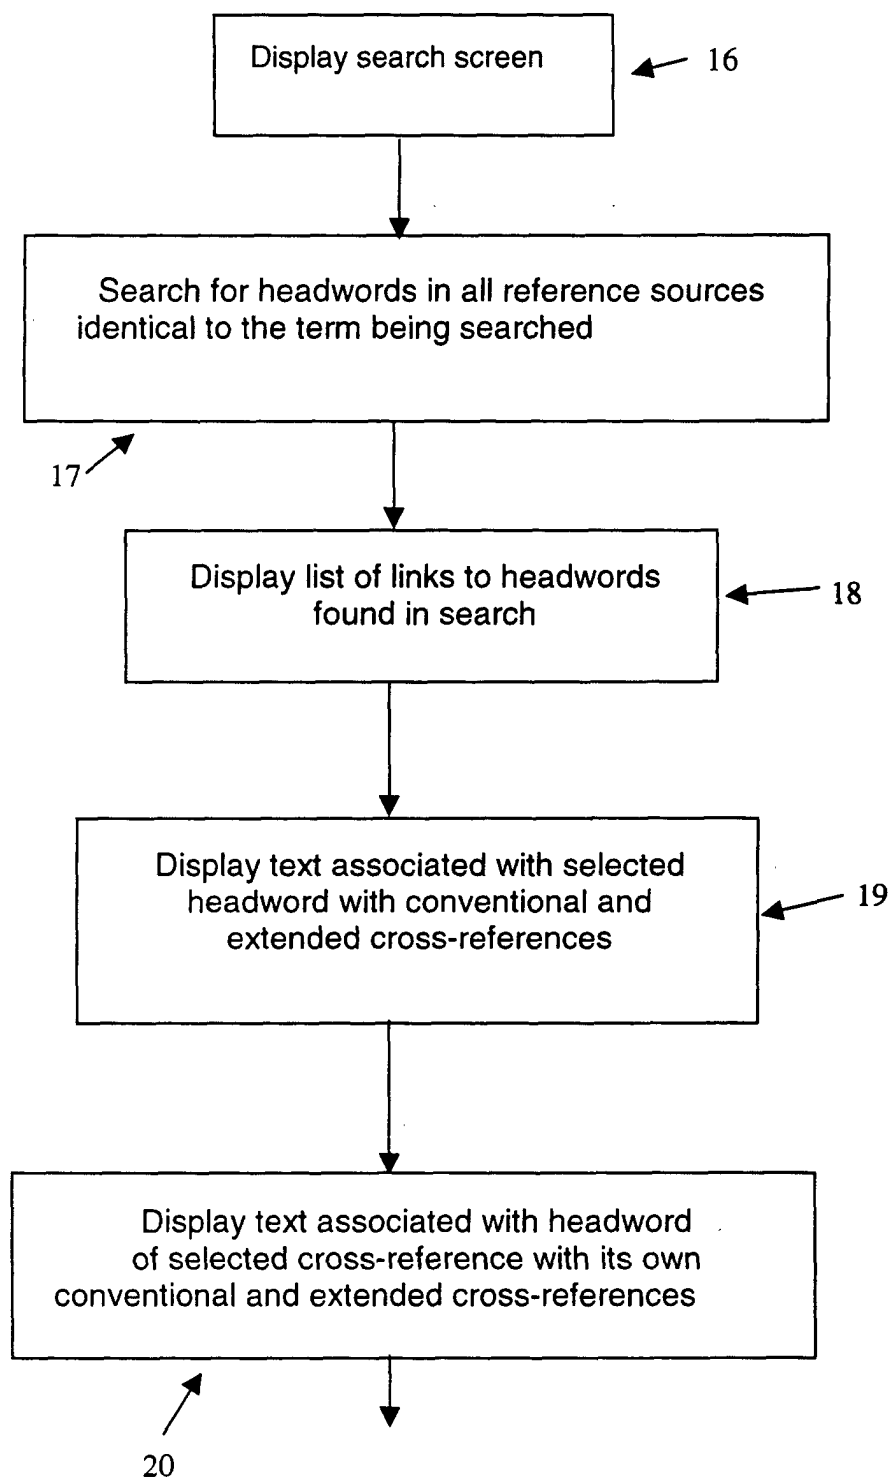 Display search screen
16
Search for headwords in all reference sources
identical to the term being searched
17
Display list of links to headwords
found in search
18
Display text associated with selected
headword with conventional and
extended cross-references
19
Display text associated with headword
of selected cross-reference with its own
conventional and extended cross-references
20